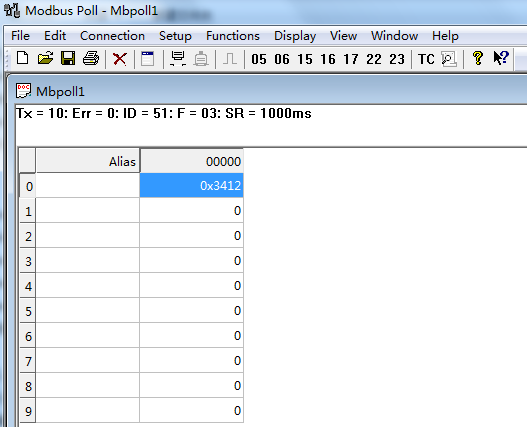 Modbus Poll - Mbpoll1
File Edit Connection Setup Functions Display View Window Help
05 06 15 16 17 22 23 TC
Mbpoll1
Tx = 10: Err = 0: ID = 51: F = 03: SR = 1000ms
Alias 00000
0 0x3412
1 0
2 0
3 0
4 0
5 0
6 0
7 0
8 0
9 0